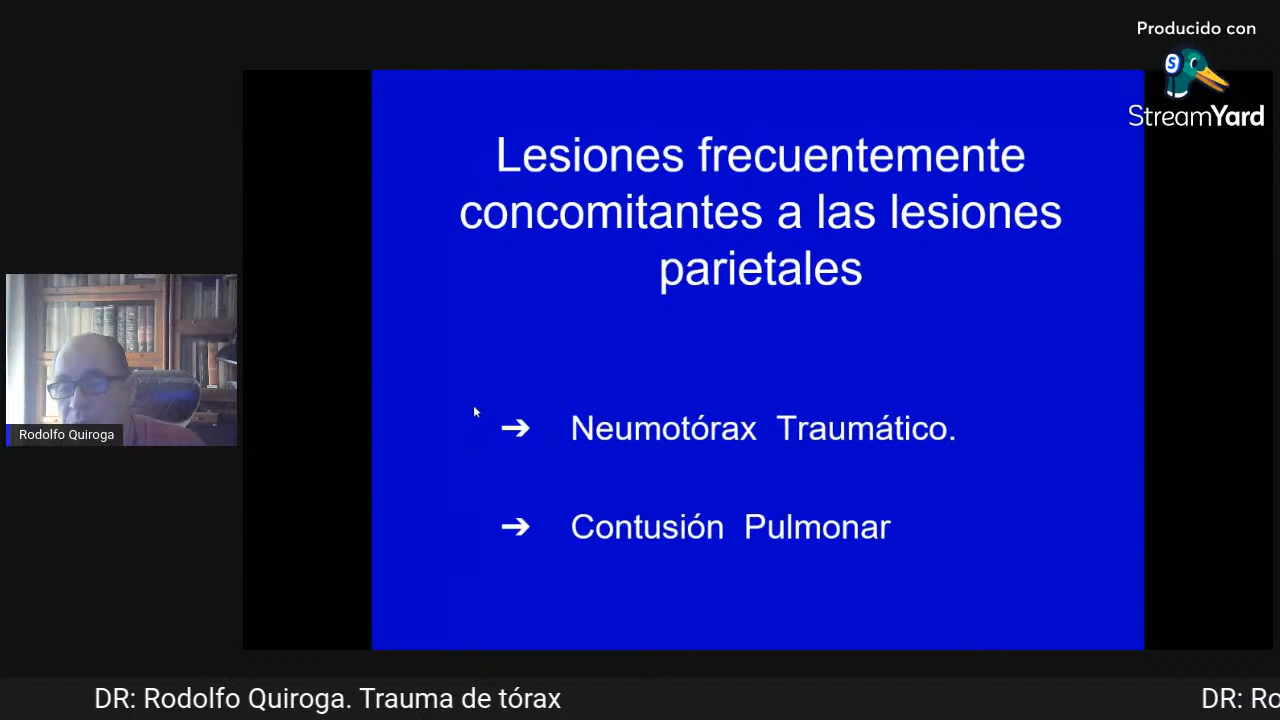 Producido con
StreamYard
Lesiones frecuentemente
concomitantes a las lesiones
parietales
➔ Neumotórax Traumático.
➔ Contusión Pulmonar
Rodolfo Quiroga
DR: Rodolfo Quiroga. Trauma de tórax
DR: Ro